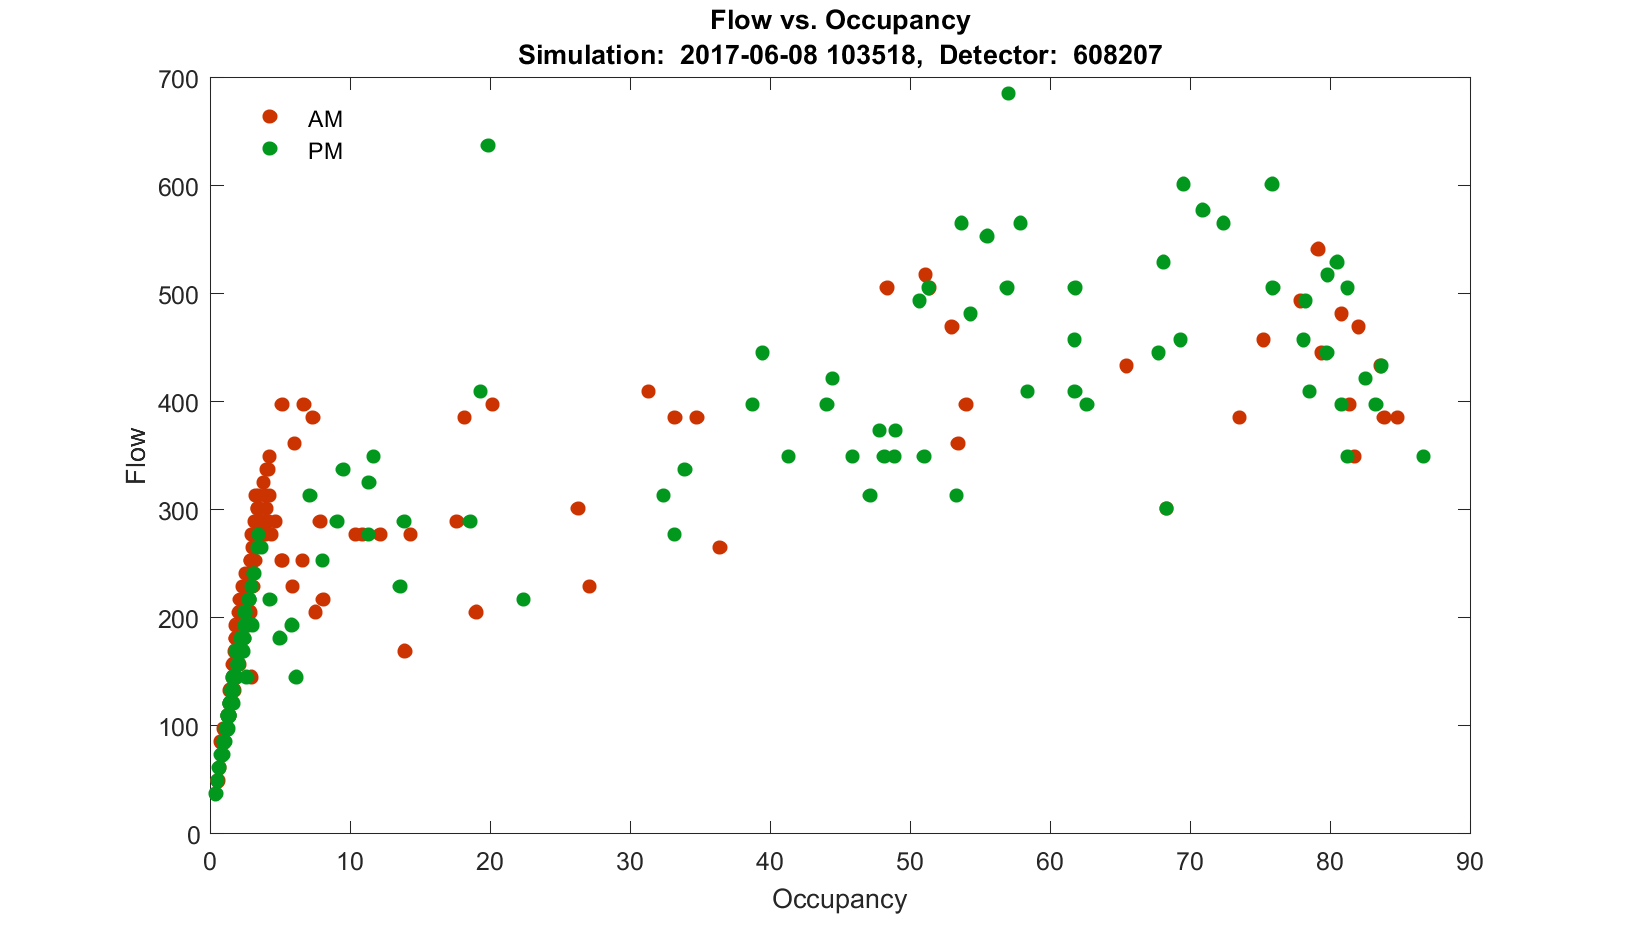 Flow vs. Occupancy
Simulation:  2017-06-08 103518,  Detector:  608207
AM
PM
700
600
500
400
300
200
100
0
Flow
0 10 20 30 40 50 60 70 80 90
Occupancy